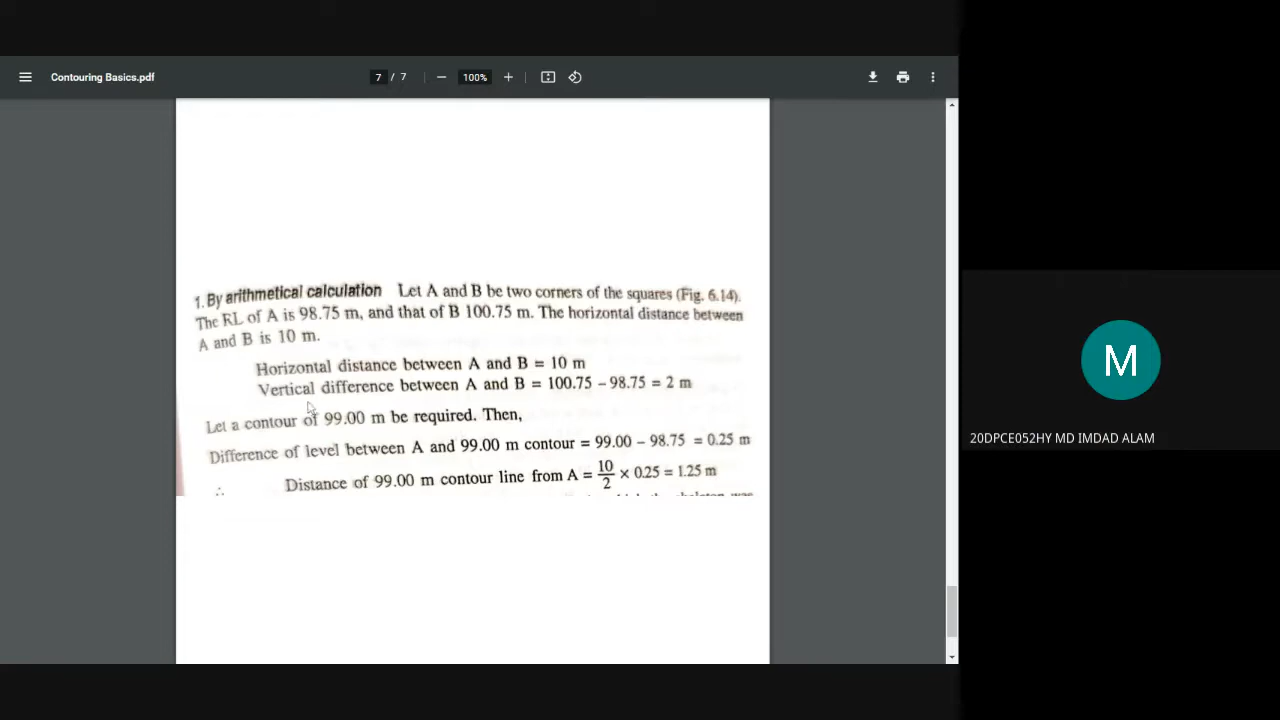 Contouring Basics.pdf
7 / 7
100%
1. By arithmetical calculation Let A and B be two corners of the squares (Fig. 6.14).
The RL of A is 98.75 m, and that of B 100.75 m. The horizontal distance between
A and B is 10 m.
Horizontal distance between A and B = 10 m
Vertical difference between A and B = 100.75 – 98.75 = 2 m
Let a contour of 99.00 m be required. Then,
Difference of level between A and 99.00 m contour = 99.00 – 98.75 = 0.25 m
∴ Distance of 99.00 m contour line from A = 10/2 × 0.25 = 1.25 m
M
20DPCE052HY MD IMDAD ALAM